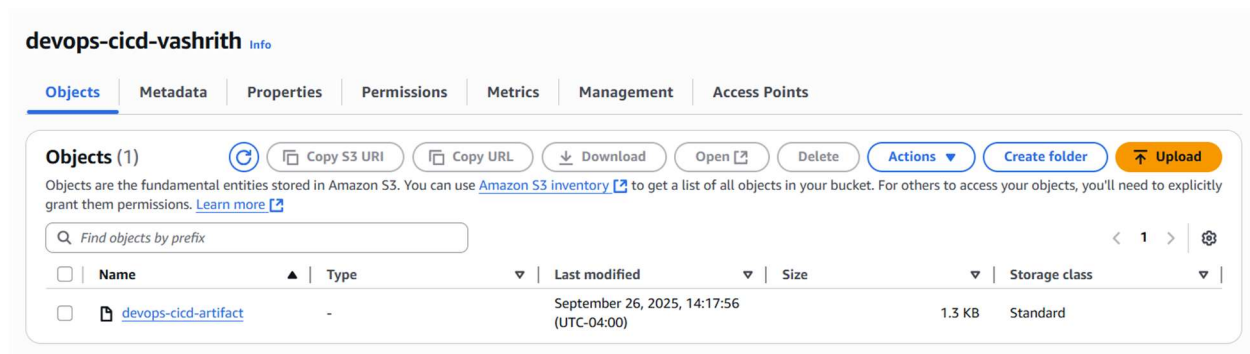 devops-cicd-vashrith Info
Objects Metadata Properties Permissions Metrics Management Access Points
Objects (1) Copy S3 URI Copy URL Download Open Delete Actions Create folder Upload
Objects are the fundamental entities stored in Amazon S3. You can use Amazon S3 inventory to get a list of all objects in your bucket. For others to access your objects, you'll need to explicitly
grant them permissions. Learn more
Find objects by prefix 1
Name Type Last modified Size Storage class
devops-cicd-artifact - September 26, 2025, 14:17:56 1.3 KB Standard
(UTC-04:00)